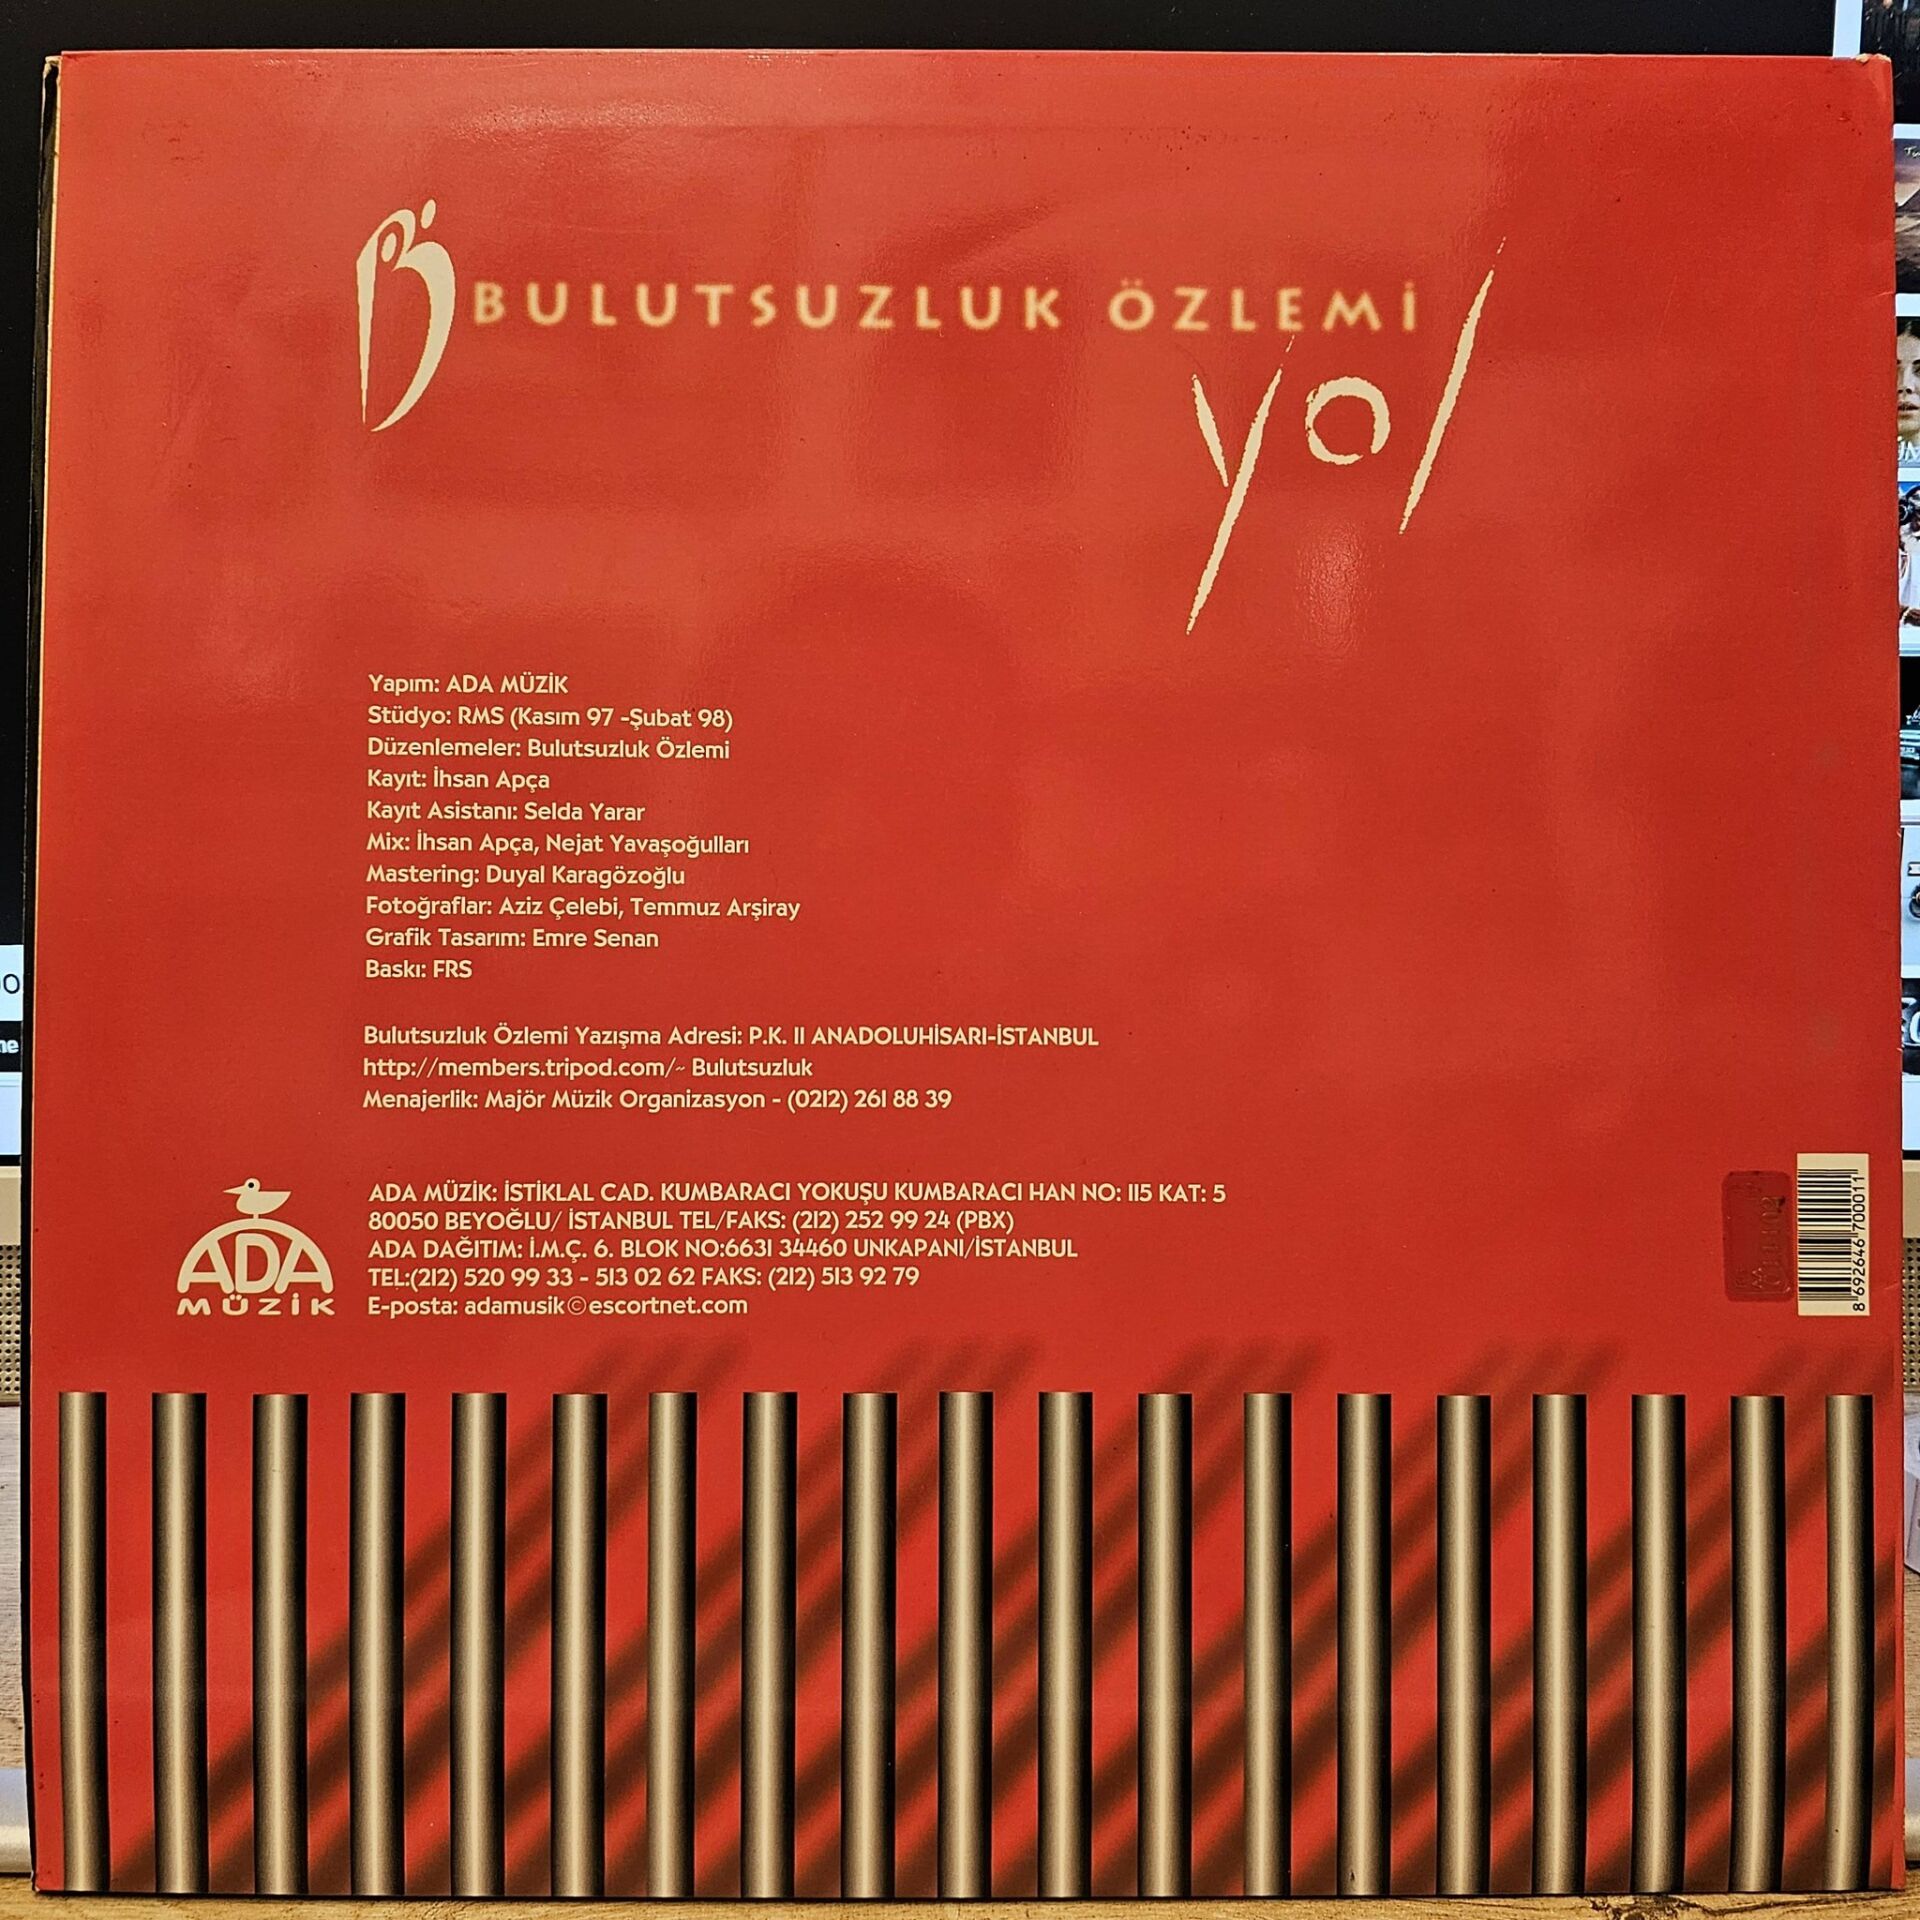 BULUTSUZLUK ÖZLEMİ
yol
Yapım: ADA MÜZİK
Stüdyo: RMS (Kasım 97 -Şubat 98)
Düzenlemeler: Bulutsuzluk Özlemi
Kayıt: İhsan Apça
Kayıt Asistanı: Selda Yarar
Mix: İhsan Apça, Nejat Yavaşoğulları
Mastering: Duyal Karagözoğlu
Fotoğraflar: Aziz Çelebi, Temmuz Arşiray
Grafik Tasarım: Emre Senan
Baskı: FRS
Bulutsuzluk Özlemi Yazışma Adresi: P.K. 11 ANADOLUHİSARI-İSTANBUL
http://members.tripod.com/~ Bulutsuzluk
Menajerlik: Majör Müzik Organizasyon - (0212) 261 88 39
ADA MÜZİK: İSTİKLAL CAD. KUMBARACI YOKUŞU KUMBARACI HAN NO: 115 KAT: 5
80050 BEYOĞLU/ İSTANBUL TEL/FAKS: (212) 252 99 24 (PBX)
ADA DAĞITIM: İ.M.Ç. 6. BLOK NO:6631 34460 UNKAPANI/İSTANBUL
TEL:(212) 520 99 33 - 513 02 62 FAKS: (212) 513 92 79
E-posta: adamusik©escortnet.com
ADA
MÜZİK
8 692646 700011